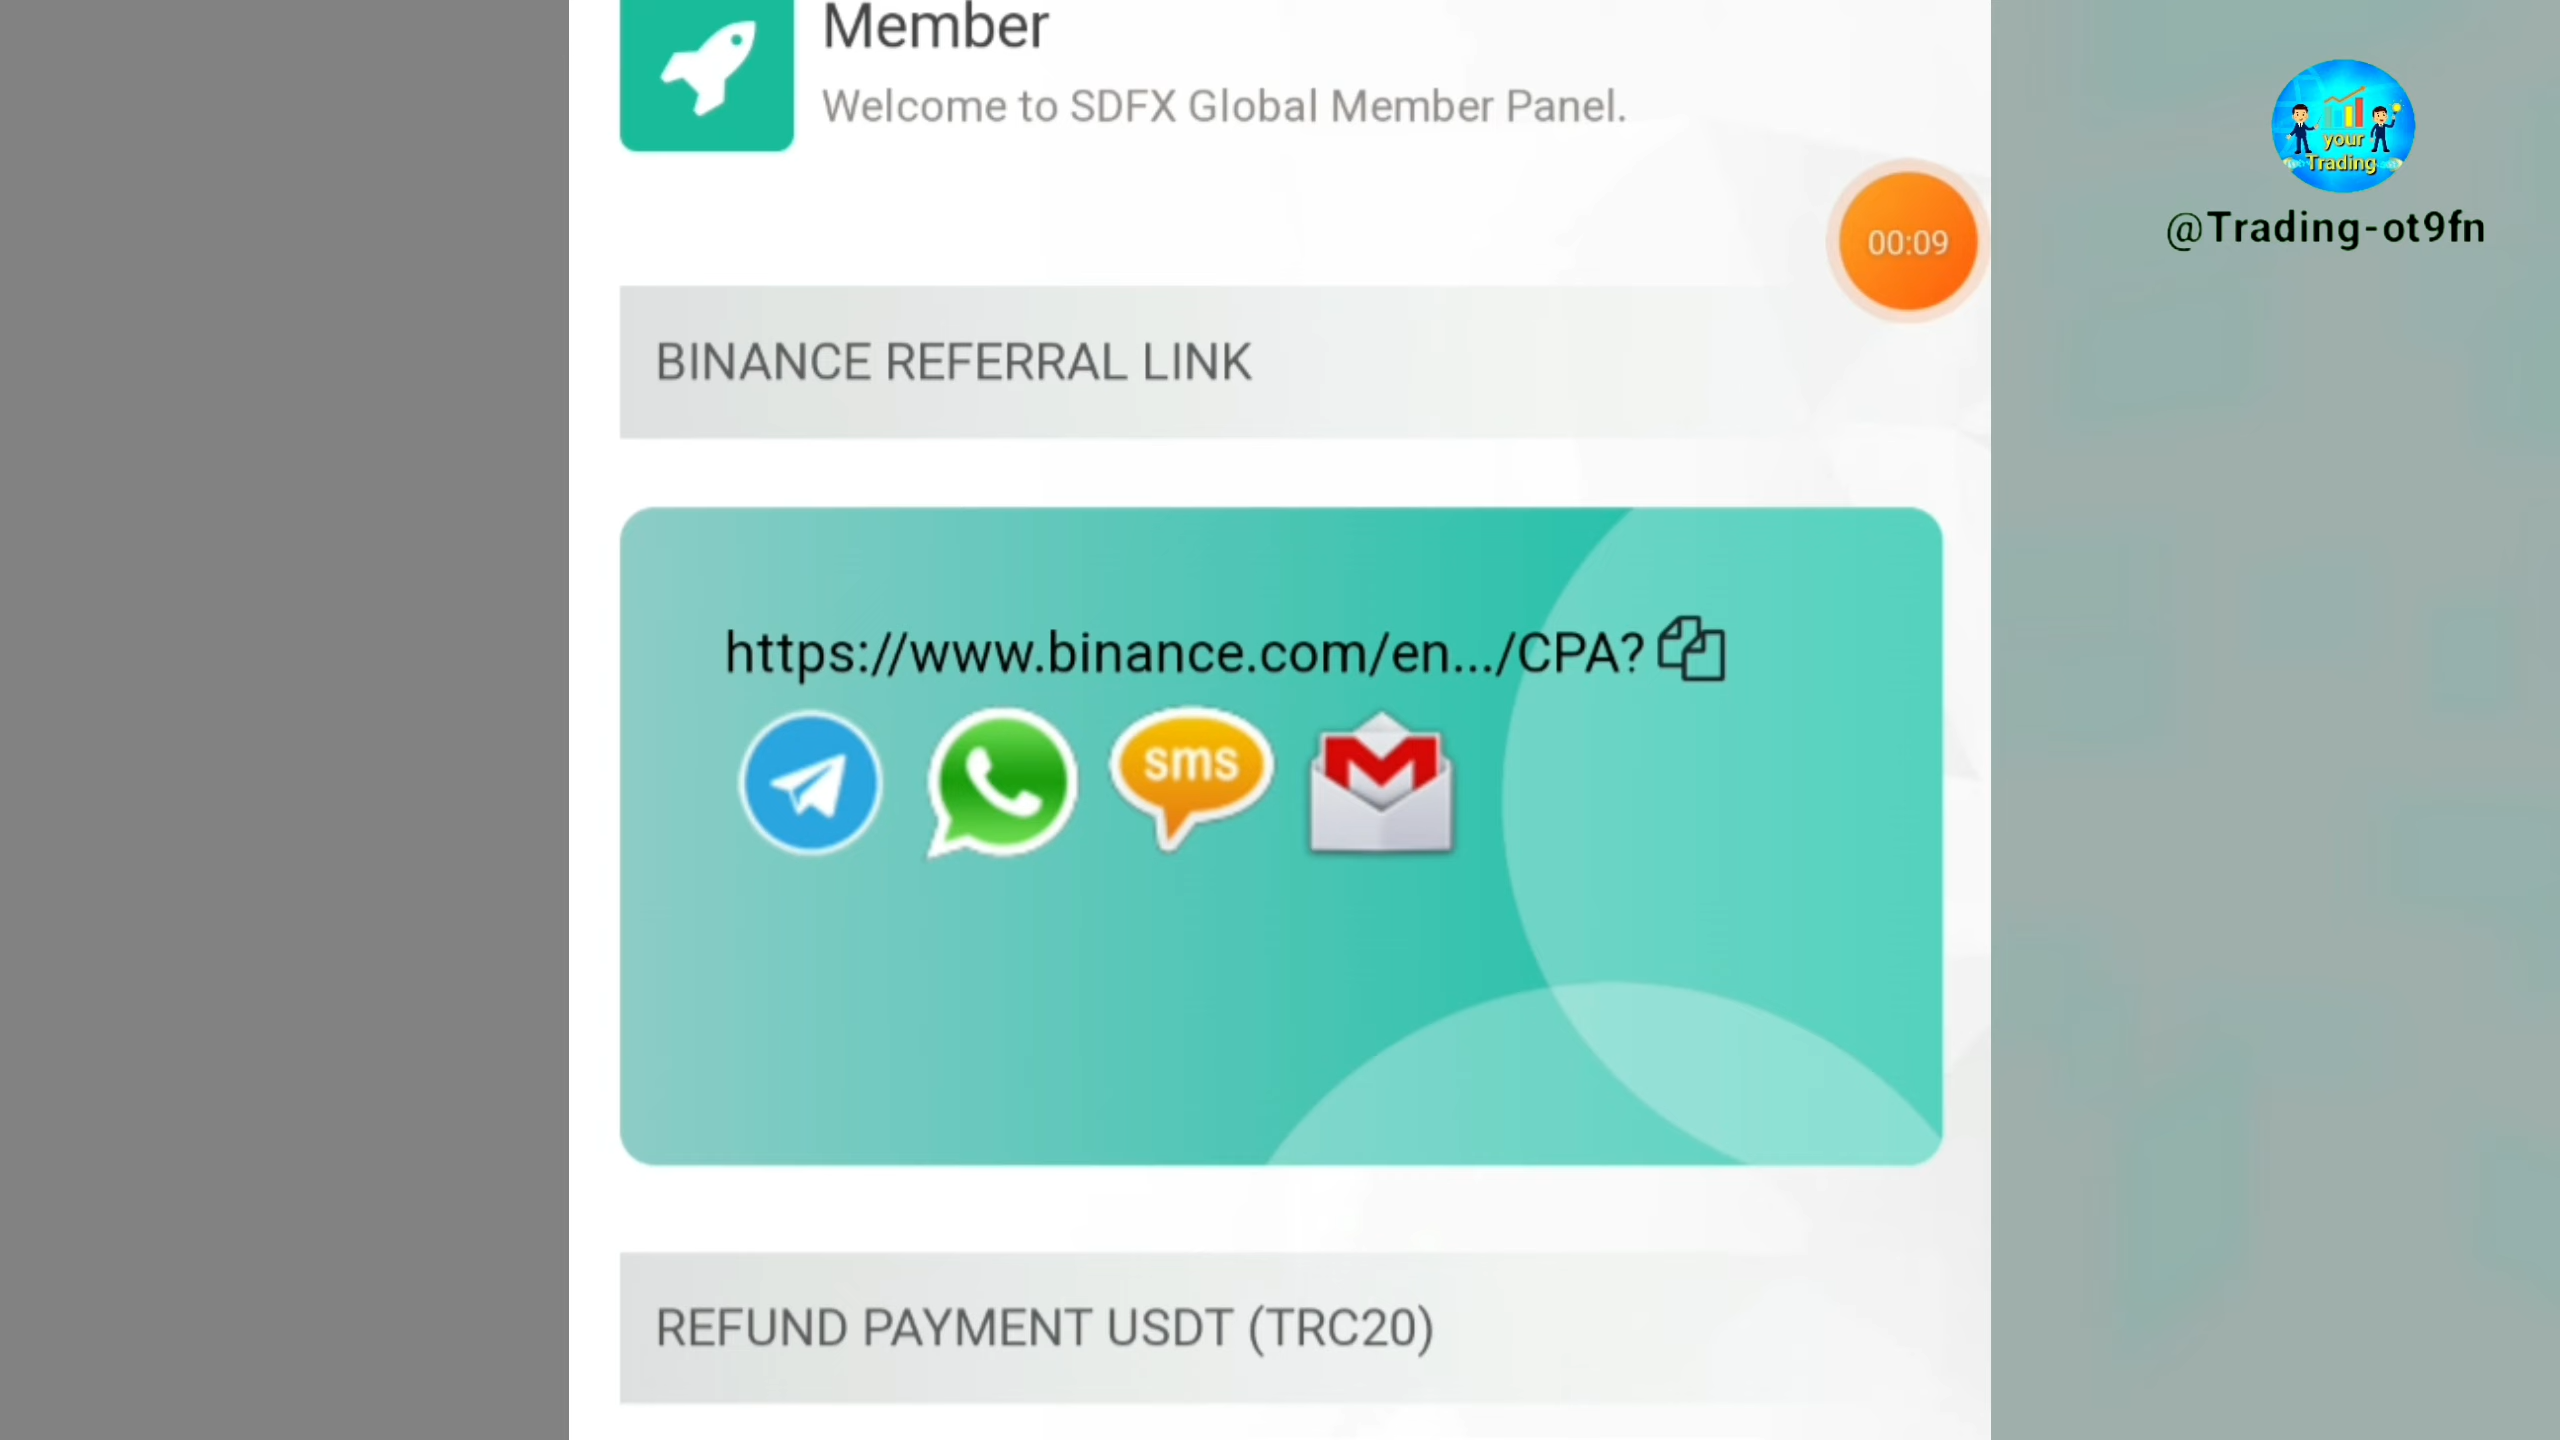 Member
Welcome to SDFX Global Member Panel.
your
Trading
@Trading-ot9fn
00:09
BINANCE REFERRAL LINK
https://www.binance.com/en.../CPA?
sms
REFUND PAYMENT USDT (TRC20)